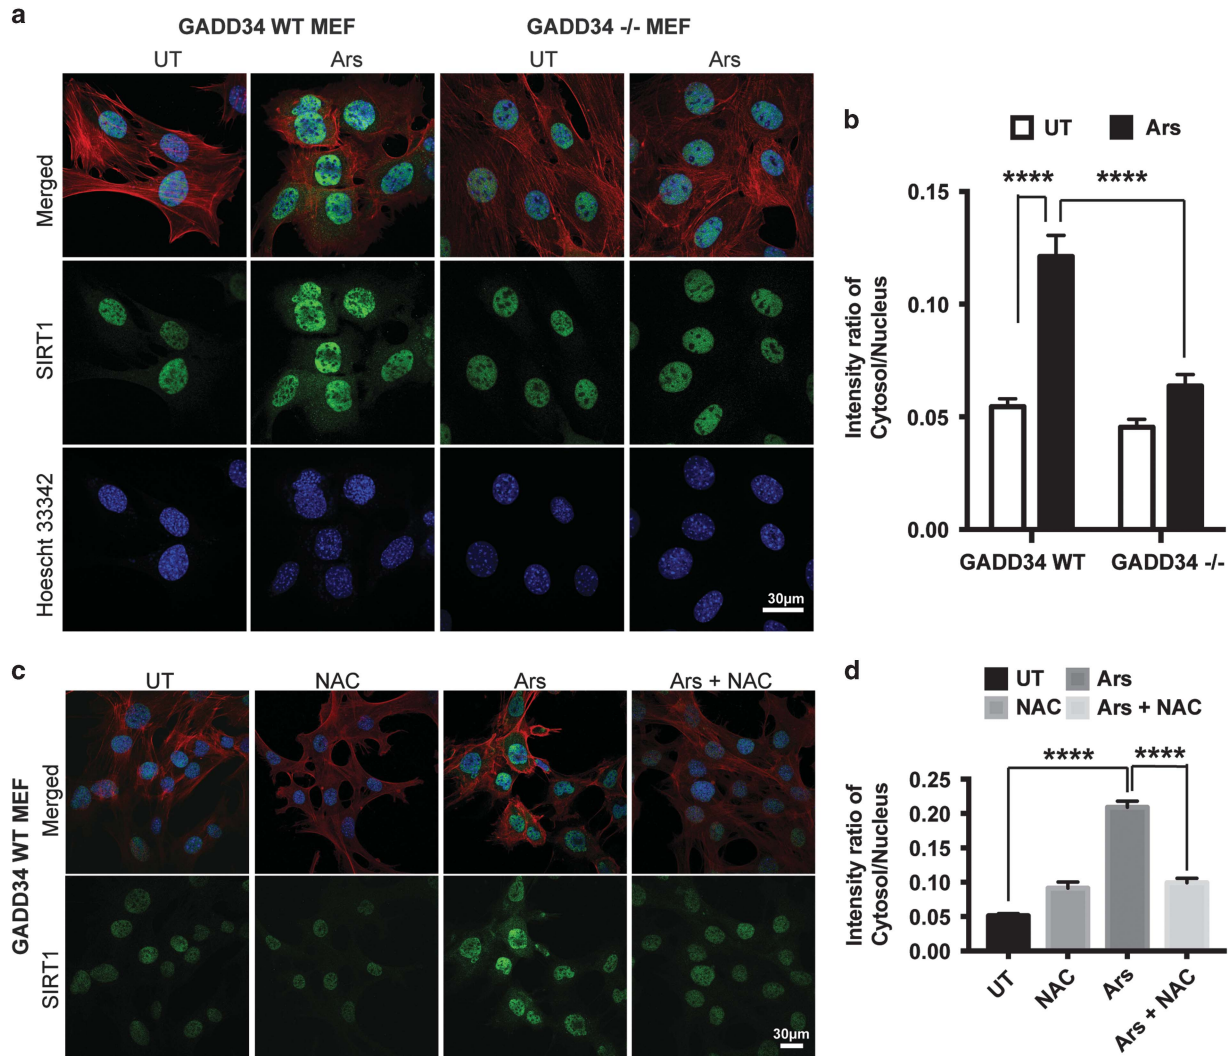 a
GADD34 WT MEF
GADD34 -/- MEF
UT
Ars
UT
Ars
Merged
SIRT1
Hoescht 33342
30µm
b
UT
Ars
****
****
0.15
0.10
0.05
0.00
Intensity ratio of
Cytosol/Nucleus
GADD34 WT
GADD34 -/-
c
UT
NAC
Ars
Ars + NAC
GADD34 WT MEF
Merged
SIRT1
30µm
d
UT
Ars
NAC
Ars + NAC
****
****
0.25
0.20
0.15
0.10
0.05
0.00
Intensity ratio of
Cytosol/Nucleus
UT
NAC
Ars
Ars + NAC